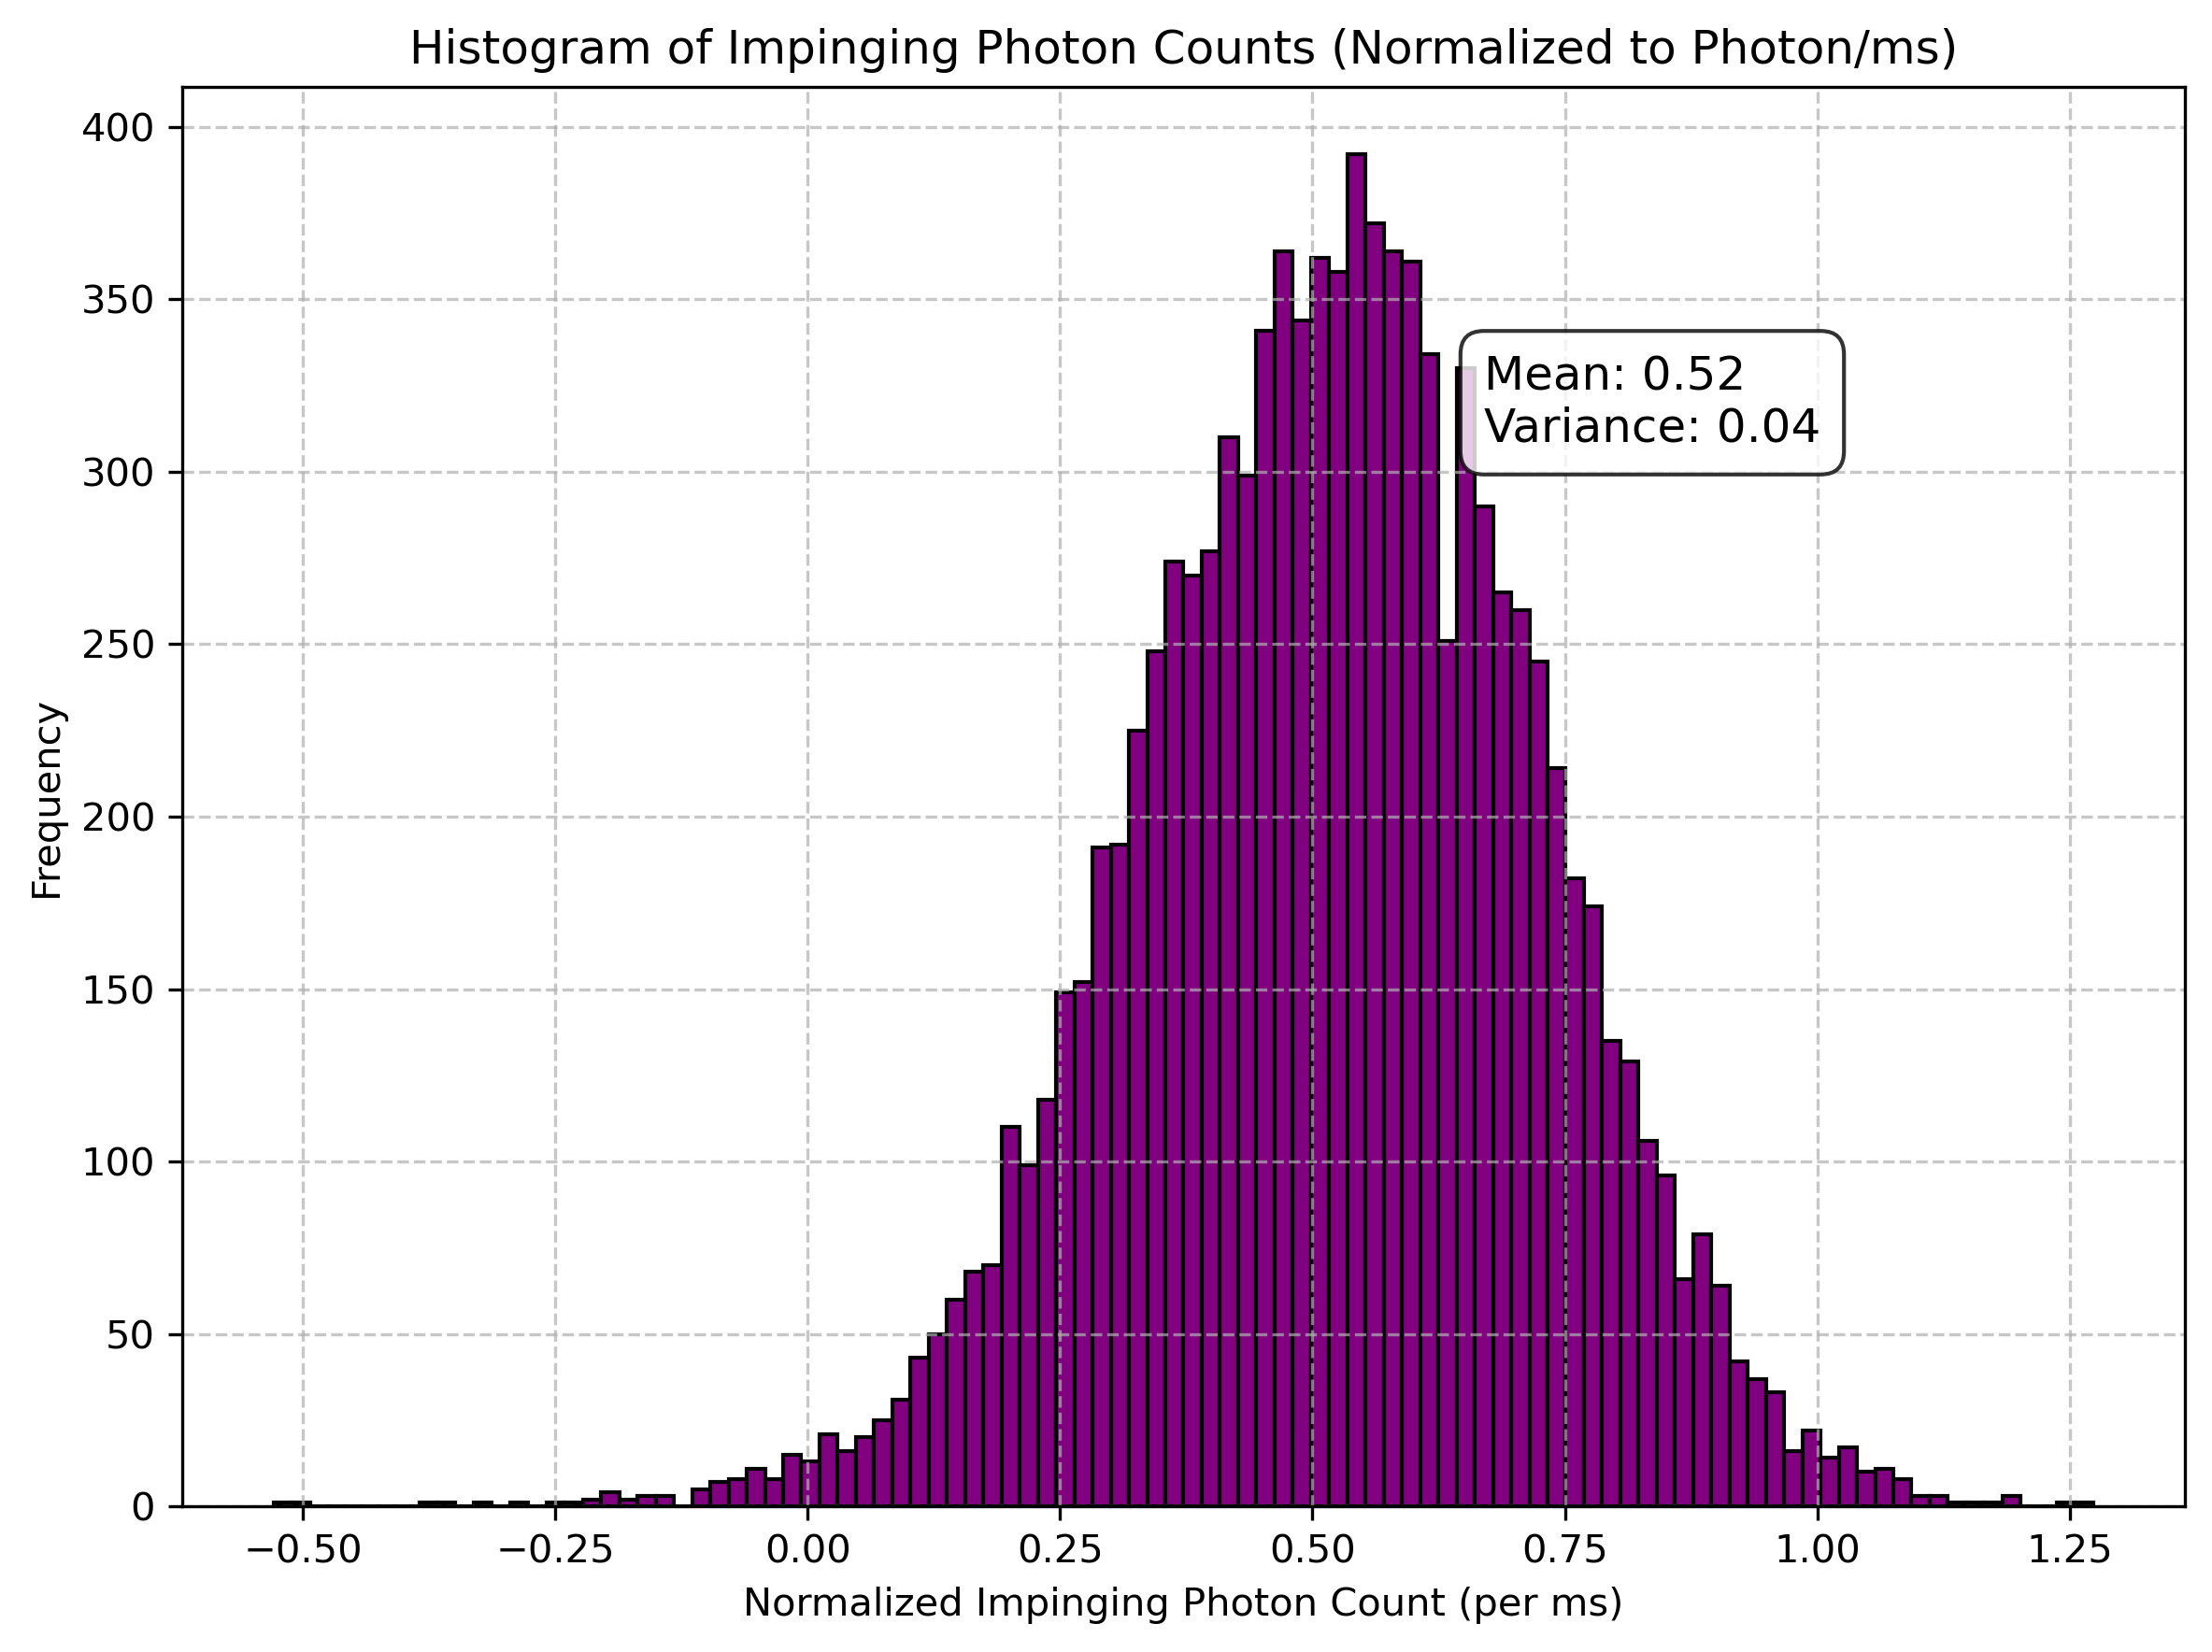 Histogram of Impinging Photon Counts (Normalized to Photon/ms)
400
350
300
250
200
150
100
50
0
Frequency
Mean: 0.52
Variance: 0.04
−0.50 −0.25 0.00 0.25 0.50 0.75 1.00 1.25
Normalized Impinging Photon Count (per ms)